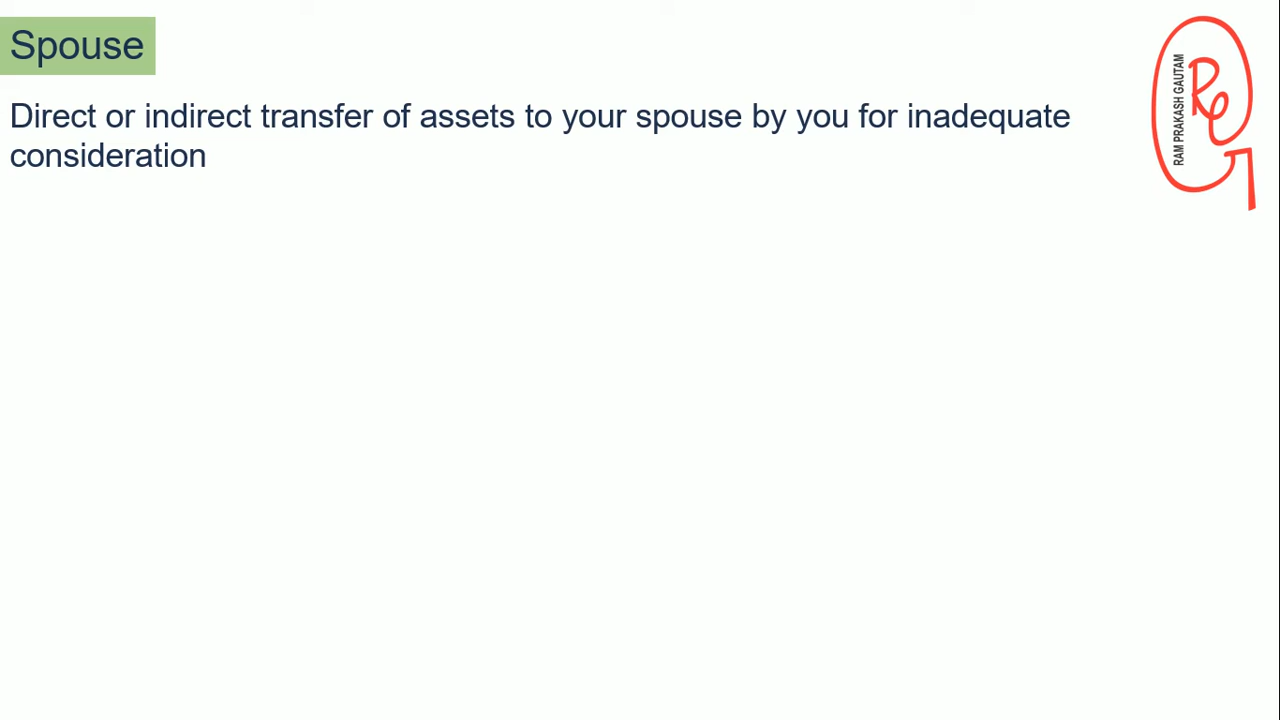 Spouse
Direct or indirect transfer of assets to your spouse by you for inadequate
consideration
RAM PRAKASH GAUTAM